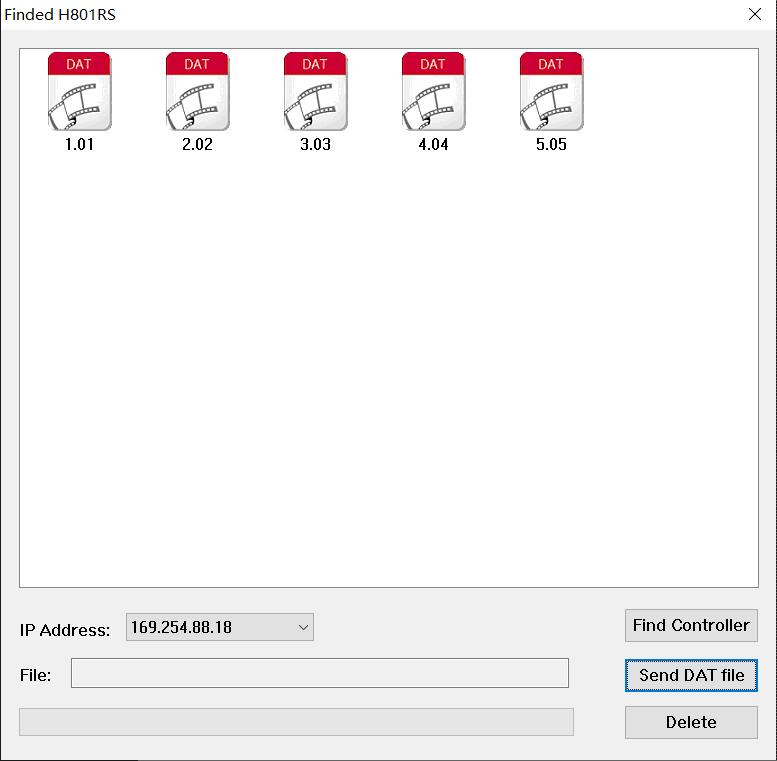 Finded H801RS
DAT DAT DAT DAT DAT
1.01 2.02 3.03 4.04 5.05
IP Address: 169.254.88.18 Find Controller
File: Send DAT file
Delete